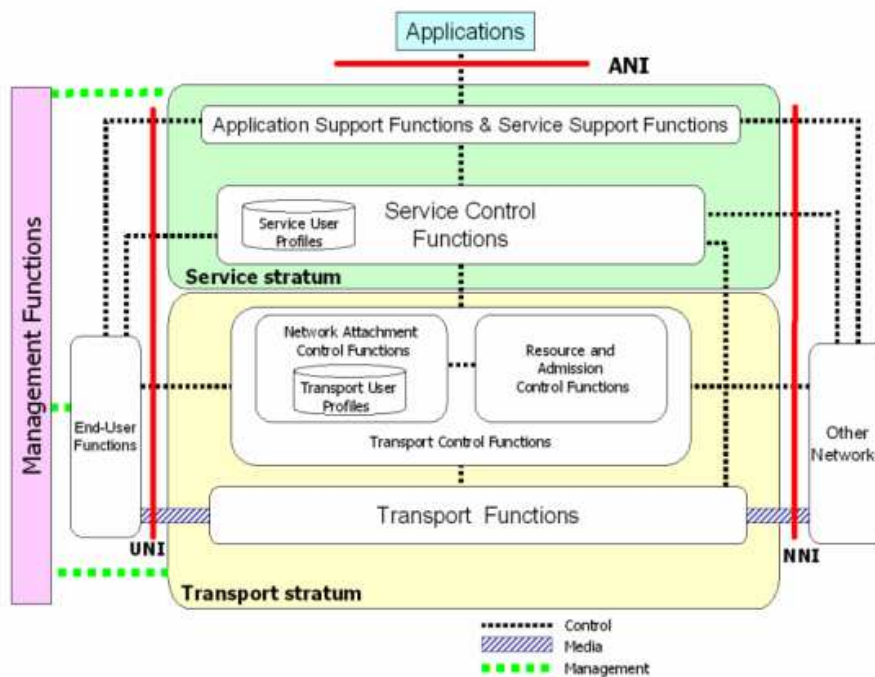 Applications
ANI
Application Support Functions & Service Support Functions
Service User
Profiles
Service Control
Functions
Service stratum
Management Functions
Network Attachment
Control Functions
Transport User
Profiles
Resource and
Admission
Control Functions
Transport Control Functions
End-User
Functions
Other
Networks
Transport Functions
UNI
NNI
Transport stratum
Control
Media
Management